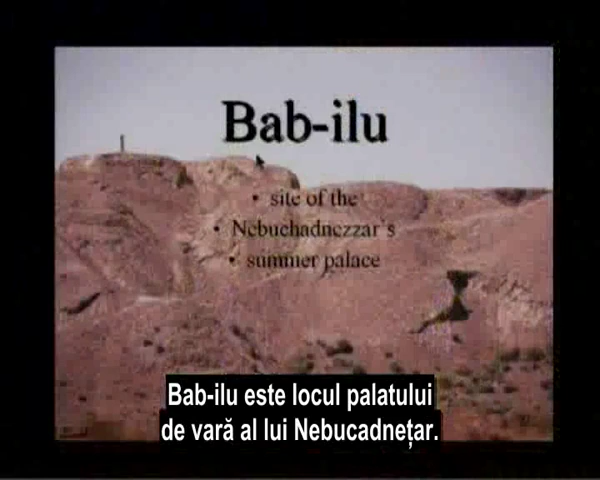 Bab-ilu
• site of the
• Nebuchadnezzar's
• summer palace
Bab-ilu este locul palatului
de vară al lui Nebucadnețar.